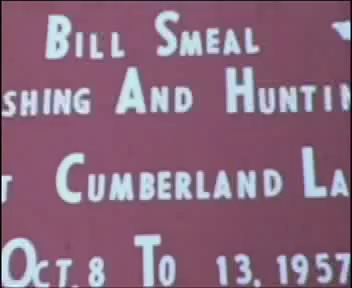 BILL SMEAL
SHING AND HUNTIN
T CUMBERLAND LA
OCT. 8 TO 13, 1957